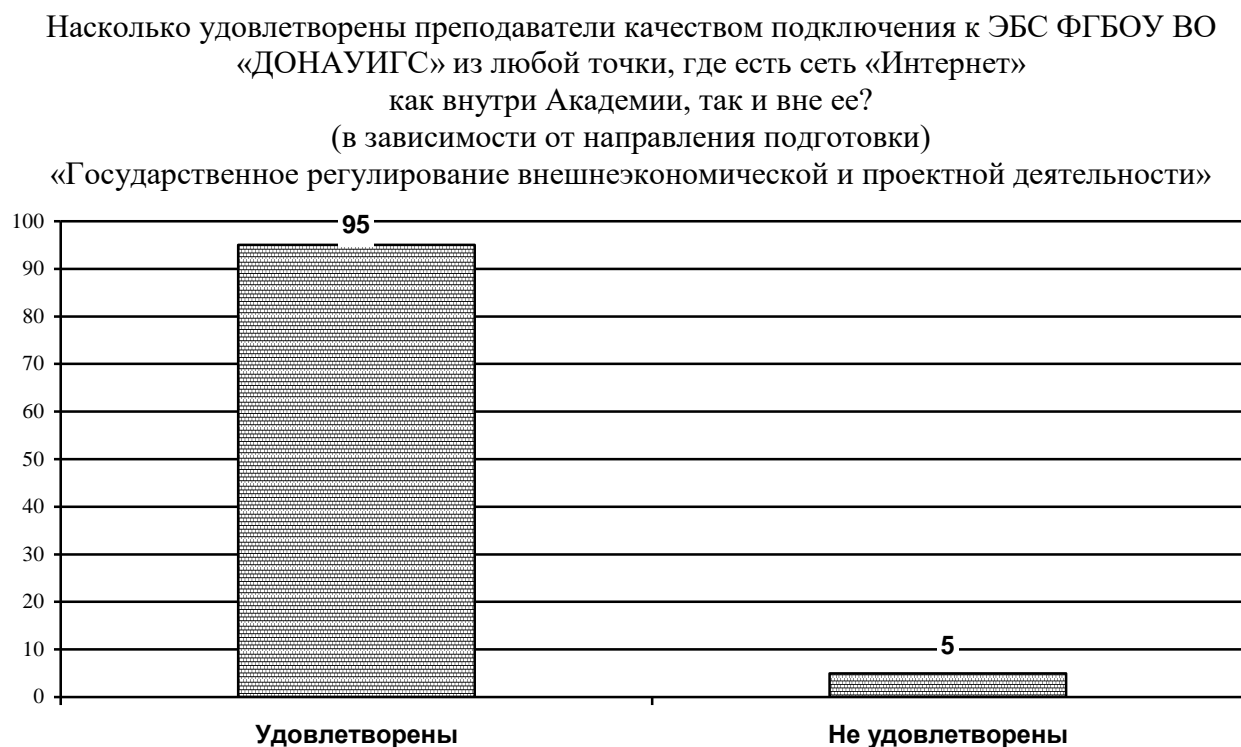 Насколько удовлетворены преподаватели качеством подключения к ЭБС ФГБОУ ВО
«ДОНАУИГС» из любой точки, где есть сеть «Интернет»
как внутри Академии, так и вне ее?
(в зависимости от направления подготовки)
«Государственное регулирование внешнеэкономической и проектной деятельности»
100
95
90
80
70
60
50
40
30
20
10
5
0
Удовлетворены
Не удовлетворены